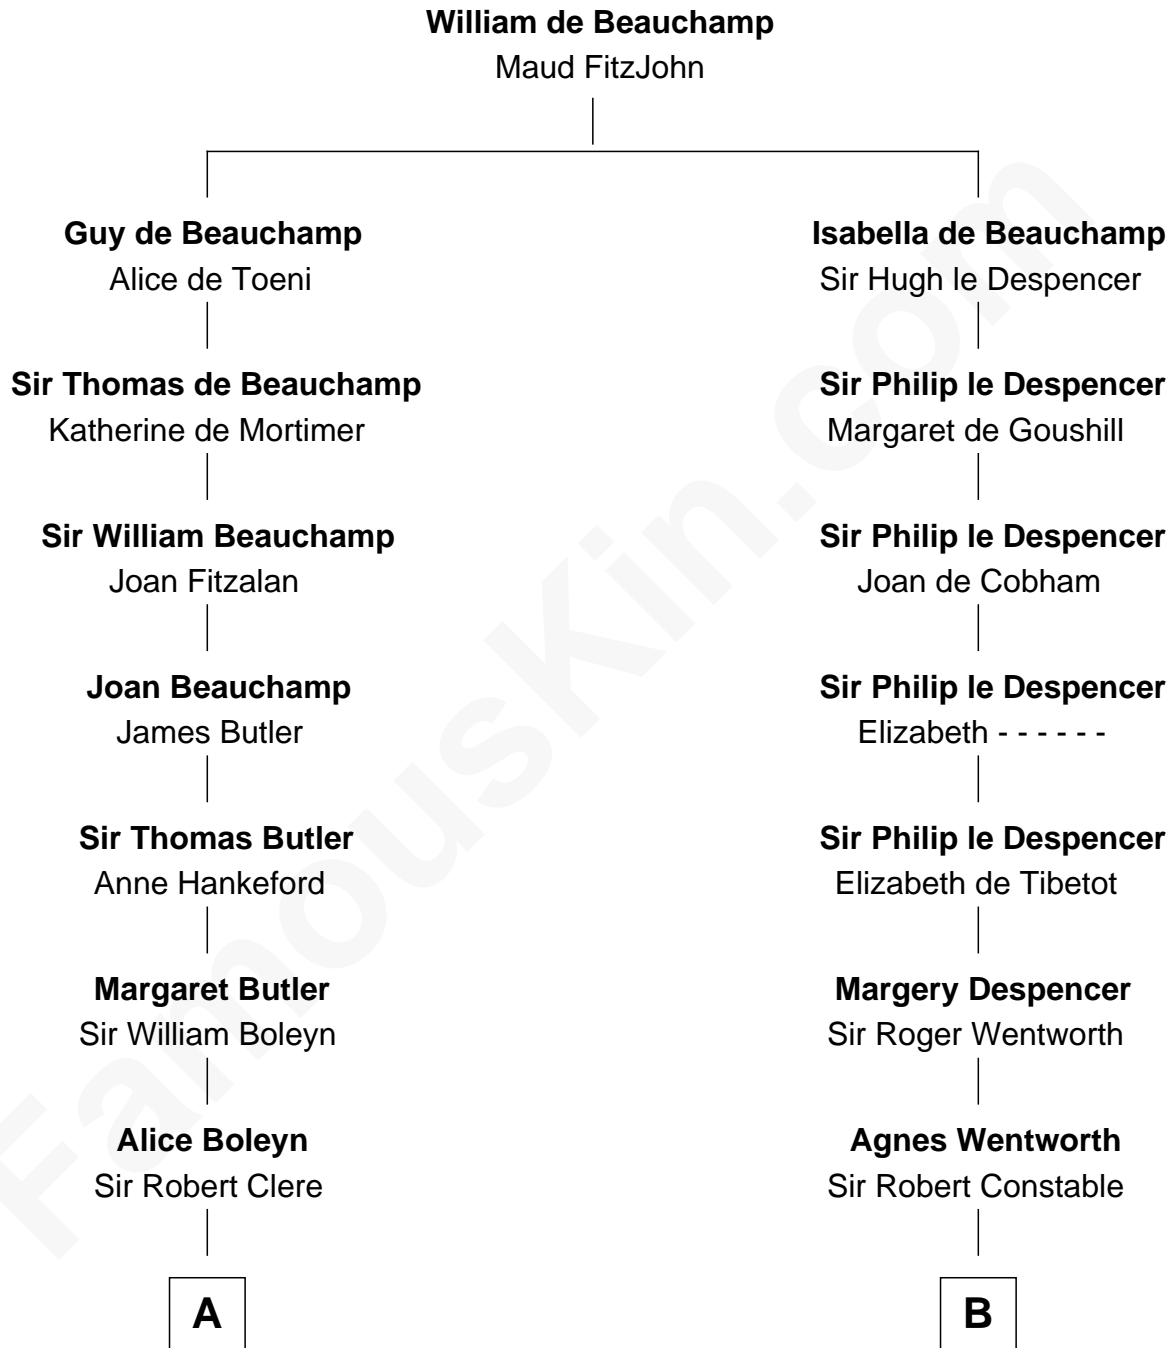 William de Beauchamp
Maud FitzJohn
Guy de Beauchamp
Alice de Toeni
Isabella de Beauchamp
Sir Hugh le Despencer
Sir Thomas de Beauchamp
Katherine de Mortimer
Sir Philip le Despencer
Margaret de Goushill
Sir William Beauchamp
Joan Fitzalan
Sir Philip le Despencer
Joan de Cobham
Joan Beauchamp
James Butler
Sir Philip le Despencer
Elizabeth - - - - - -
Sir Thomas Butler
Anne Hankeford
Sir Philip le Despencer
Elizabeth de Tibetot
Margaret Butler
Sir William Boleyn
Margery Despencer
Sir Roger Wentworth
Alice Boleyn
Sir Robert Clere
Agnes Wentworth
Sir Robert Constable
A
B
FamousKin.com